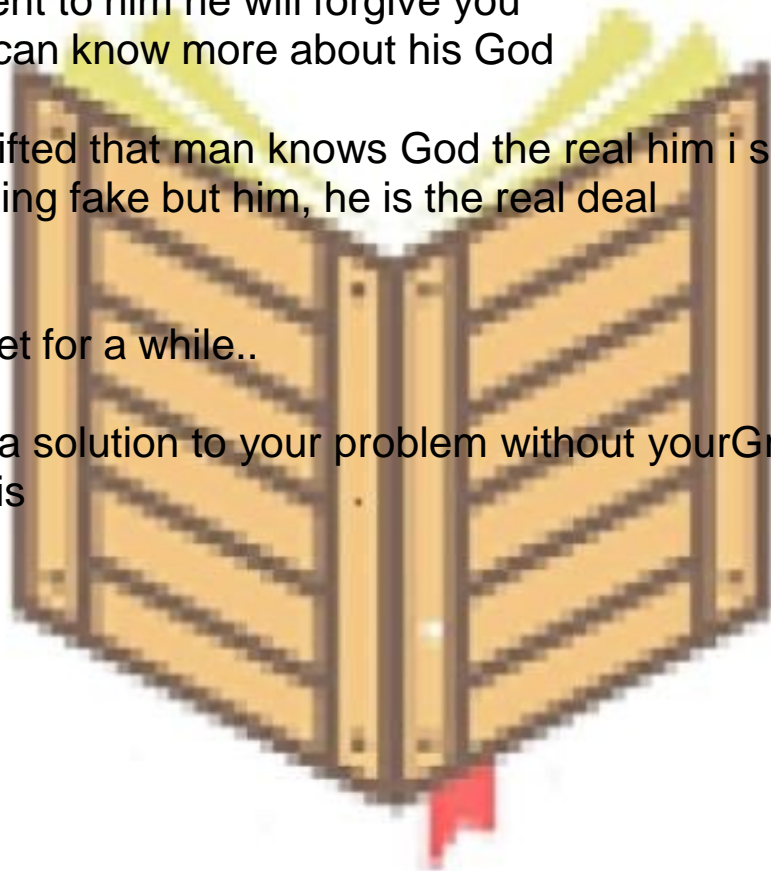 ent to him he will forgive you
can know more about his God
ifted that man knows God the real him i s
ing fake but him, he is the real deal
et for a while..
a solution to your problem without yourGr
is